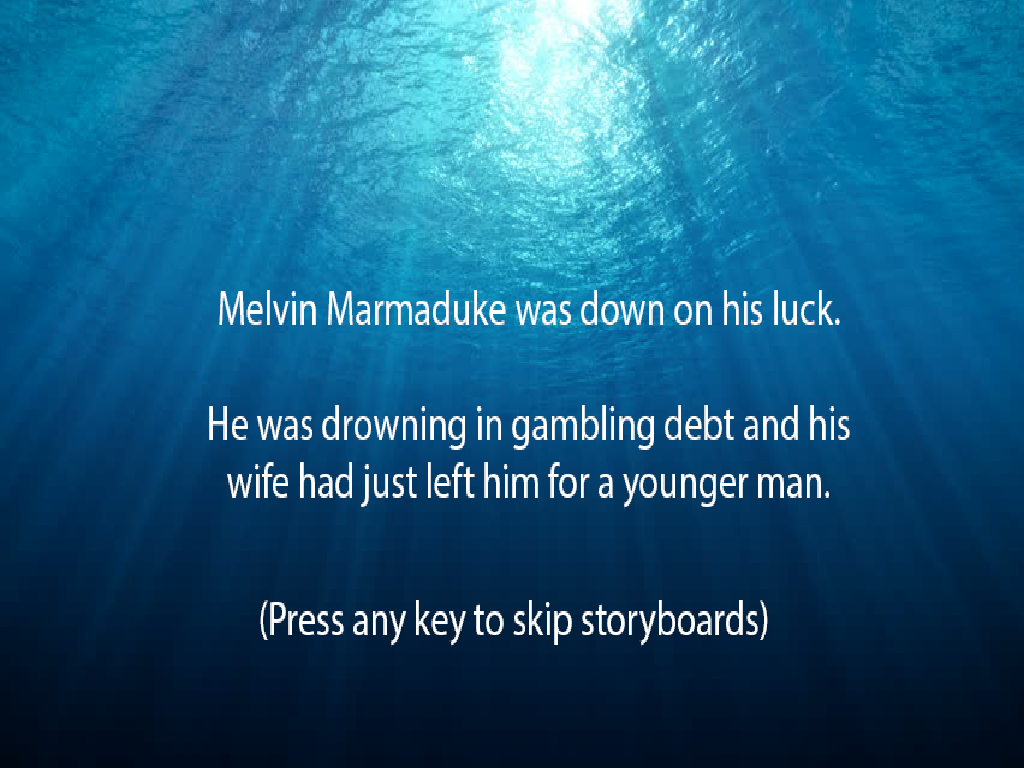 Melvin Marmaduke was down on his luck.
He was drowning in gambling debt and his
wife had just left him for a younger man.
(Press any key to skip storyboards)